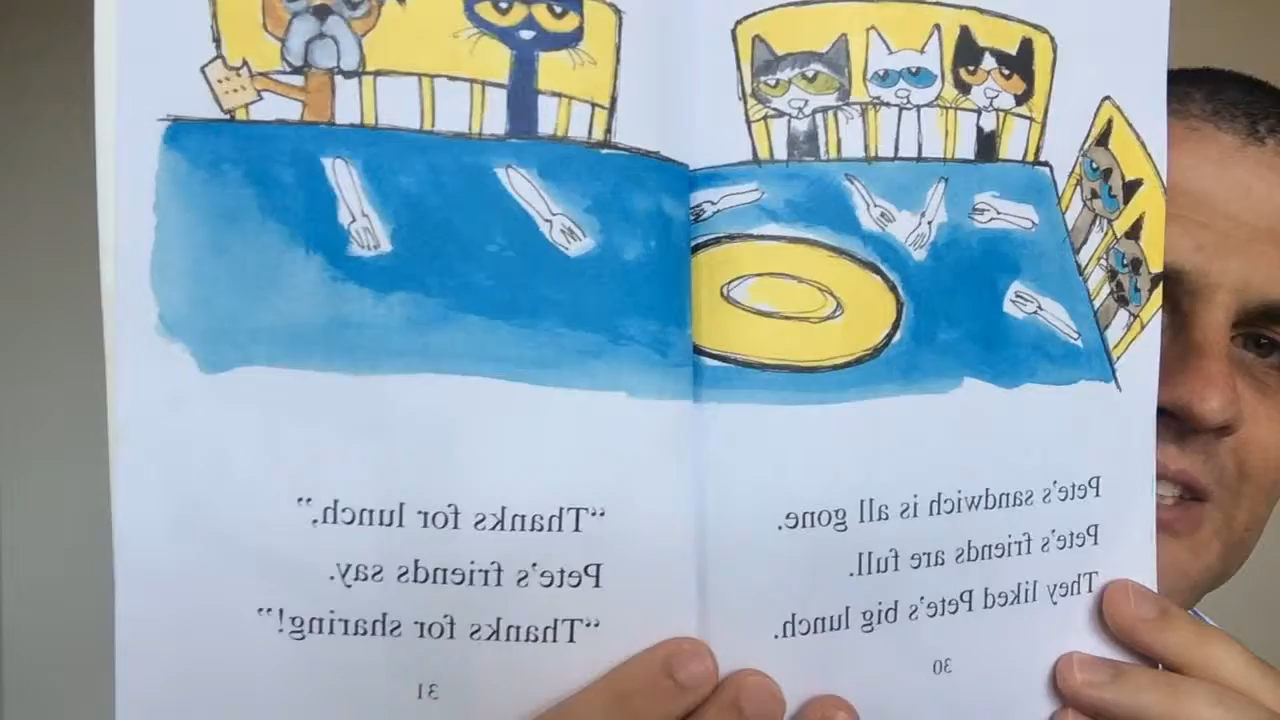 Pete's sandwich is all gone.
Pete's friends are full.
They liked Pete's big lunch.
30
"Thanks for lunch,"
Pete's friends say.
"Thanks for sharing!"
31